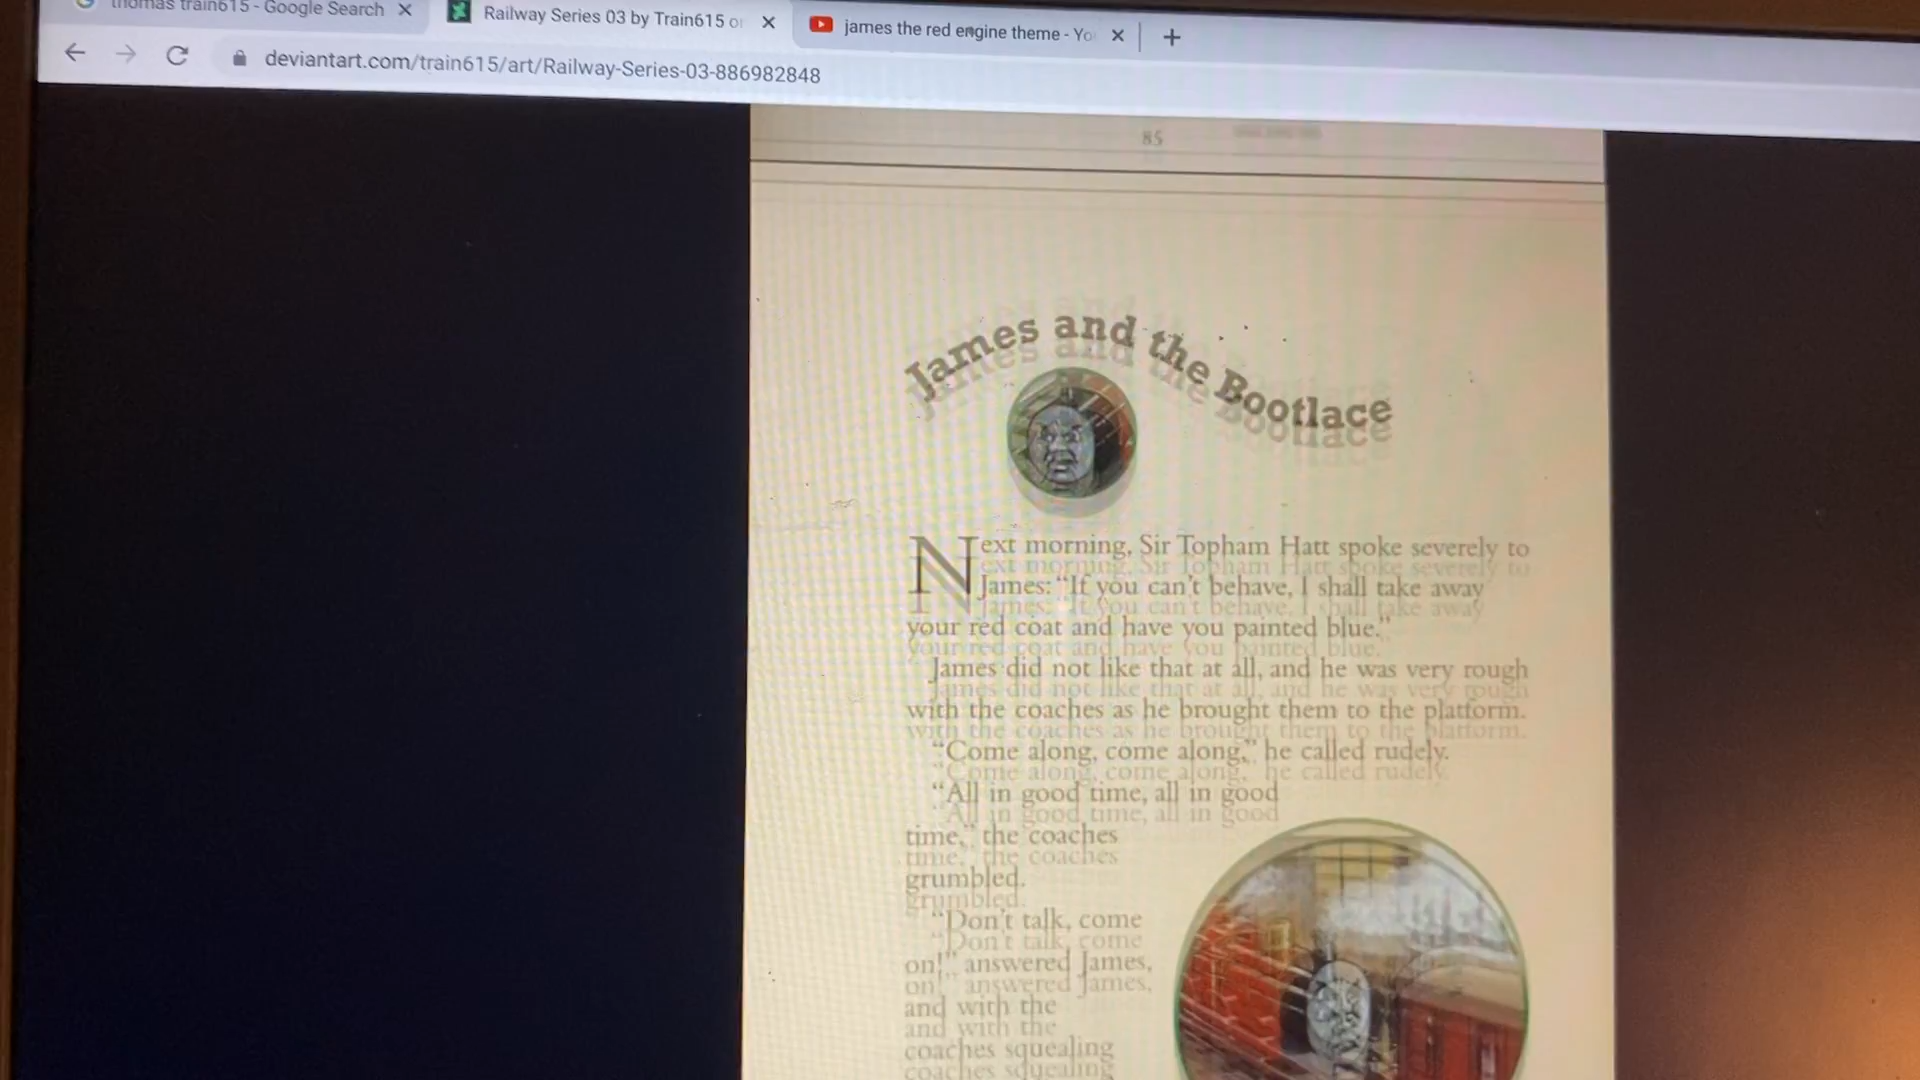 thomas train615 - Google Search
Railway Series 03 by Train615 o
james the red engine theme - Yo
deviantart.com/train615/art/Railway-Series-03-886982848
85
James and the Bootlace
Next morning, Sir Topham Hatt spoke severely to
James: “If you can't behave, I shall take away
your red coat and have you painted blue.”
James did not like that at all, and he was very rough
with the coaches as he brought them to the platform.
“Come along, come along,” he called rudely.
“All in good time, all in good
time,” the coaches
grumbled.
“Don't talk, come
on!” answered James,
and with the
coaches squealing